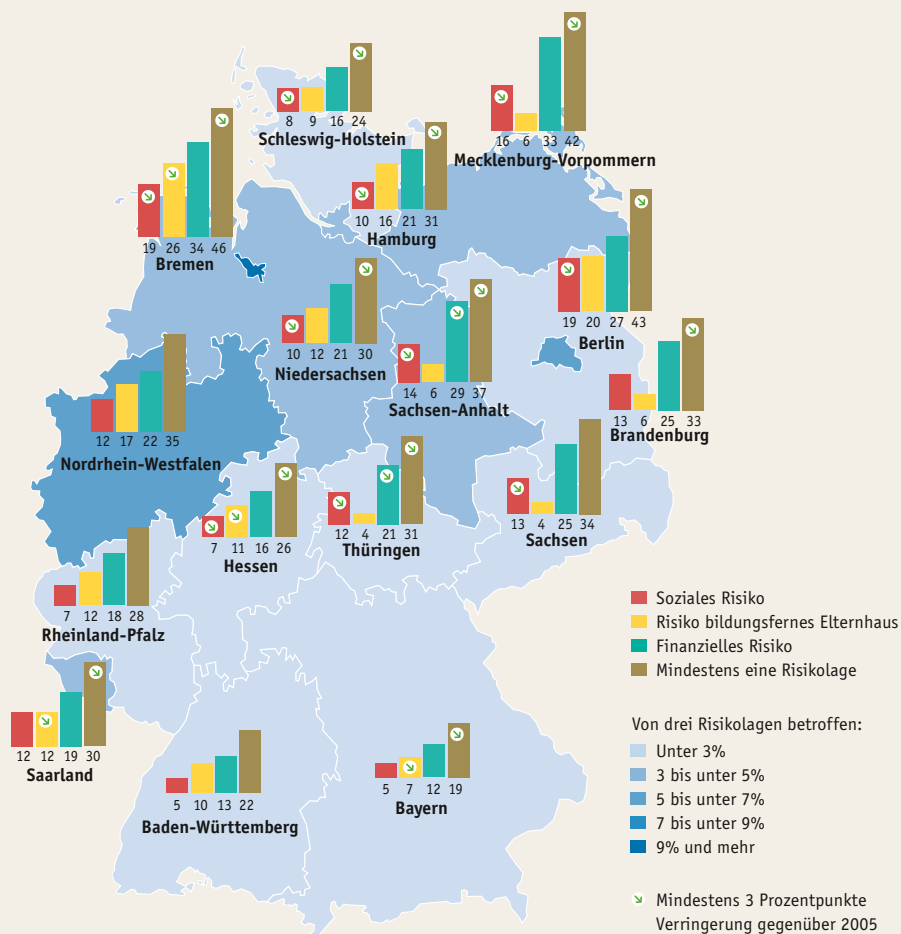 8 9 16 24
Schleswig-Holstein
16 6 33 42
Mecklenburg-Vorpommern
10 16 21 31
Hamburg
19 26 34 46
Bremen
19 20 27 43
Berlin
10 12 21 30
Niedersachsen
14 6 29 37
Sachsen-Anhalt
13 6 25 33
Brandenburg
12 17 22 35
Nordrhein-Westfalen
7 11 16 26
Hessen
12 4 21 31
Thüringen
13 4 25 34
Sachsen
7 12 18 28
Rheinland-Pfalz
12 12 19 30
Saarland
5 10 13 22
Baden-Württemberg
5 7 12 19
Bayern
Soziales Risiko
Risiko bildungsfernes Elternhaus
Finanzielles Risiko
Mindestens eine Risikolage
Von drei Risikolagen betroffen:
Unter 3%
3 bis unter 5%
5 bis unter 7%
7 bis unter 9%
9% und mehr
Mindestens 3 Prozentpunkte
Verringerung gegenüber 2005